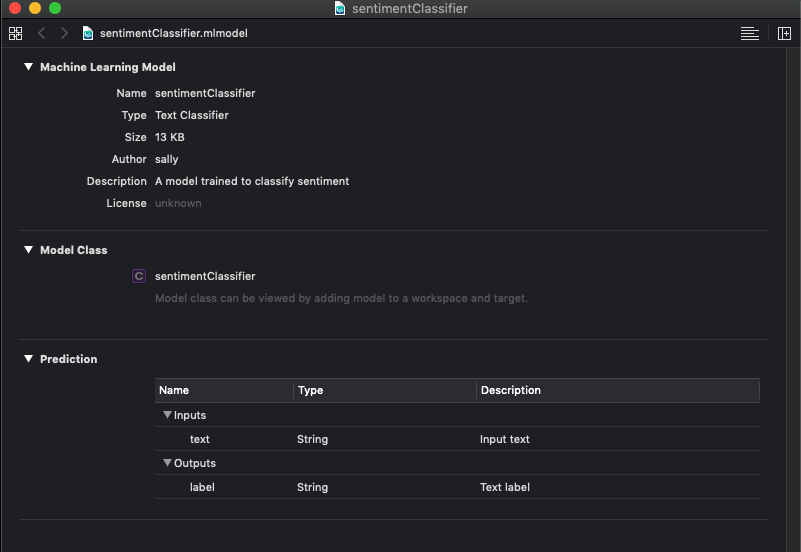 sentimentClassifier
sentimentClassifier.mlmodel
Machine Learning Model
Name sentimentClassifier
Type Text Classifier
Size 13 KB
Author sally
Description A model trained to classify sentiment
License unknown
Model Class
C sentimentClassifier
Model class can be viewed by adding model to a workspace and target.
Prediction
Name Type Description
Inputs
text String Input text
Outputs
label String Text label